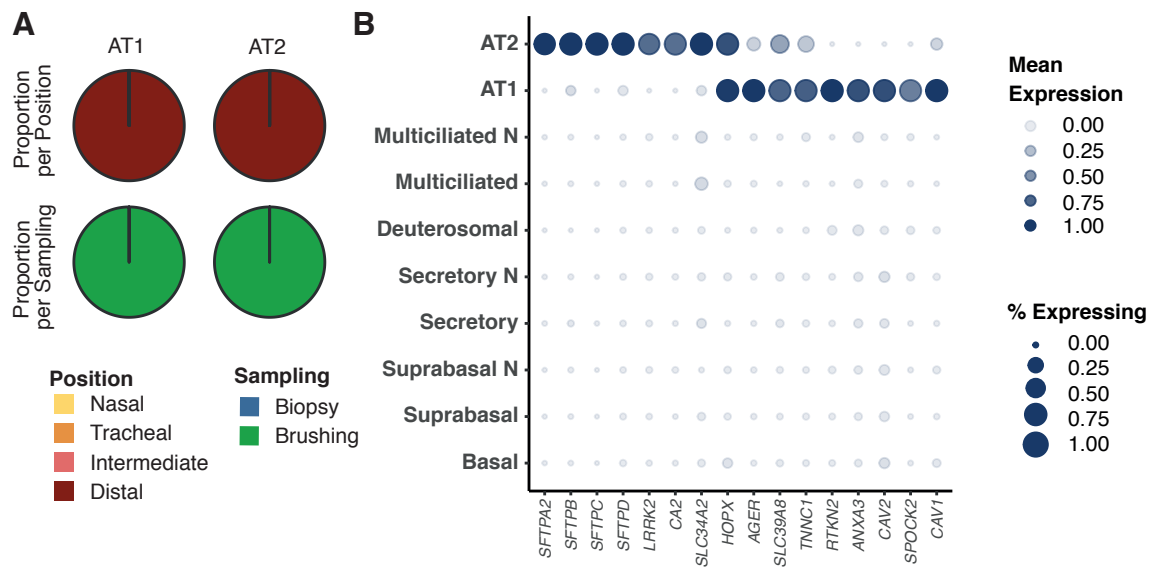 A
AT1
AT2
Proportion
per Position
Proportion
per Sampling
Position
Nasal
Tracheal
Intermediate
Distal
Sampling
Biopsy
Brushing
B
AT2
AT1
Multiciliated N
Multiciliated
Deuterosomal
Secretory N
Secretory
Suprabasal N
Suprabasal
Basal
SFTPA2
SFTPB
SFTPC
SFTPD
LRRK2
CA2
SLC34A2
HOPX
AGER
SLC39A8
TNNC1
RTKN2
ANXA3
CAV2
SPOCK2
CAV1
Mean
Expression
0.00
0.25
0.50
0.75
1.00
% Expressing
0.00
0.25
0.50
0.75
1.00